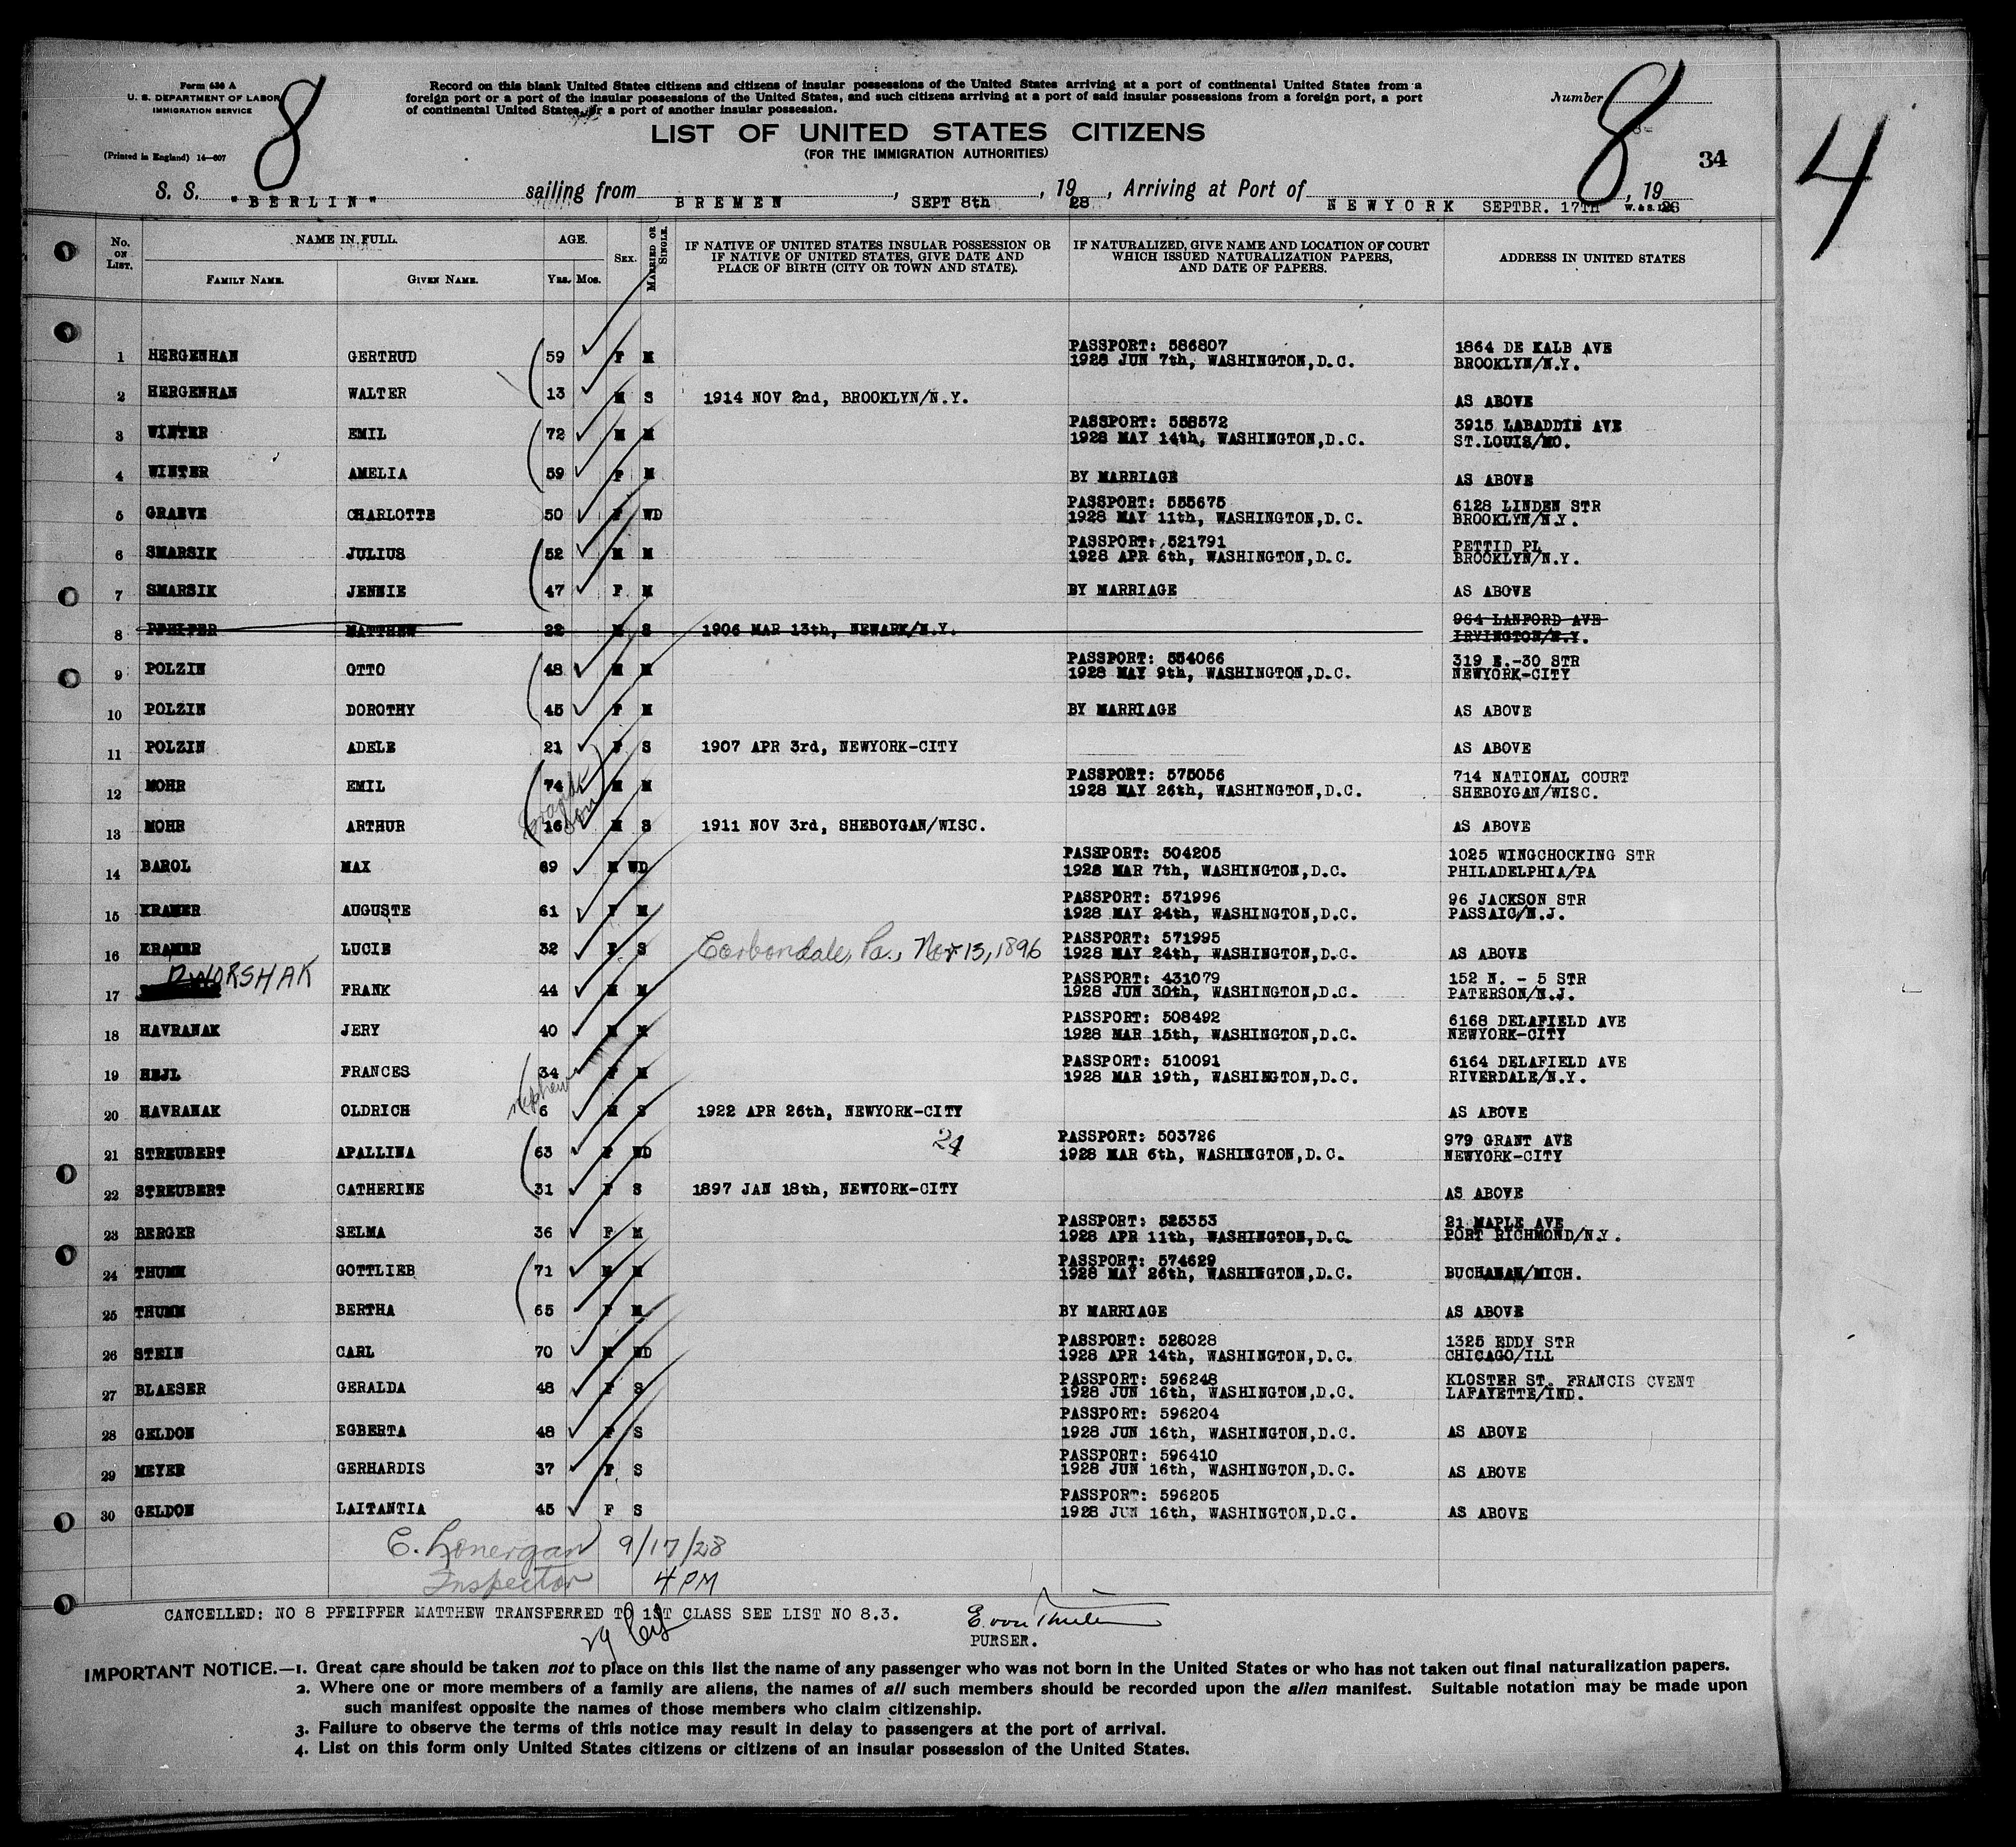 Form 630 A
U. S. DEPARTMENT OF LABOR
IMMIGRATION SERVICE
(Printed in England) 14—607
8
Record on this blank United States citizens and citizens of insular possessions of the United States arriving at a port of continental United States from a
foreign port or a port of the insular possessions of the United States, and such citizens arriving at a port of said insular possessions from a foreign port, a port
of continental United States, or a port of another insular possession.
Number
8
34
4
LIST OF UNITED STATES CITIZENS
(FOR THE IMMIGRATION AUTHORITIES)
S. S. "BERLIN" sailing from BREMEN, SEPT 8th, 1928, Arriving at Port of NEWYORK SEPTBR. 17TH, 1928
No. ON LIST. NAME IN FULL. AGE. SEX. MARRIED OR SINGLE. IF NATIVE OF UNITED STATES INSULAR POSSESSION OR IF NATIVE OF UNITED STATES, GIVE DATE AND PLACE OF BIRTH (CITY OR TOWN AND STATE). IF NATURALIZED, GIVE NAME AND LOCATION OF COURT WHICH ISSUED NATURALIZATION PAPERS, AND DATE OF PAPERS. ADDRESS IN UNITED STATES
FAMILY NAME. GIVEN NAME. YRS. MOS.
1 HERGENHAN GERTRUD 59 F M PASSPORT: 586807 1928 JUN 7th, WASHINGTON,D.C. 1864 DE KALB AVE BROOKLYN/N.Y.
2 HERGENHAN WALTER 13 M S 1914 NOV 2nd, BROOKLYN/N.Y. AS ABOVE
3 WINTER EMIL 72 M M PASSPORT: 558572 1928 MAY 14th, WASHINGTON,D.C. 3915 LABADDIE AVE ST.LOUIS/MO.
4 WINTER AMELIA 59 F M BY MARRIAGE AS ABOVE
5 GRAEVE CHARLOTTE 50 F WD PASSPORT: 555675 1928 MAY 11th, WASHINGTON,D.C. 6128 LINDEN STR BROOKLYN/N.Y.
6 SMARSIK JULIUS 52 M M PASSPORT: 521791 1928 APR 6th, WASHINGTON,D.C. PETTID PL BROOKLYN/N.Y.
7 SMARSIK JENNIE 47 F M BY MARRIAGE AS ABOVE
8 PFEIFER MATTHEW 22 M S 1906 MAR 13th, NEWARK/N.Y. 964 LANFORD AVE IRVINGTON/N.Y.
9 POLZIN OTTO 48 M M PASSPORT: 554066 1928 MAY 9th, WASHINGTON,D.C. 319 E.-30 STR NEWYORK-CITY
10 POLZIN DOROTHY 45 F M BY MARRIAGE AS ABOVE
11 POLZIN ADELE 21 F S 1907 APR 3rd, NEWYORK-CITY AS ABOVE
12 MOHR EMIL 74 M M PASSPORT: 575056 1928 MAY 26th, WASHINGTON,D.C. 714 NATIONAL COURT SHEBOYGAN/WISC.
Grandson
13 MOHR ARTHUR 16 M S 1911 NOV 3rd, SHEBOYGAN/WISC. AS ABOVE
14 BAROL MAX 69 M WD PASSPORT: 504205 1928 MAR 7th, WASHINGTON,D.C. 1025 WINGCHOCKING STR PHILADELPHIA/PA
15 KRAMER AUGUSTE 61 F M PASSPORT: 571996 1928 MAY 24th, WASHINGTON,D.C. 96 JACKSON STR PASSAIC/N.J.
16 KRAMER LUCIE 32 F S Carbondale, Pa., Nov 13, 1896 PASSPORT: 571995 1928 MAY 24th, WASHINGTON,D.C. AS ABOVE
17 DWORSHAK FRANK 44 M M PASSPORT: 431079 1928 JUN 30th, WASHINGTON,D.C. 152 N. - 5 STR PATERSON/N.J.
18 HAVRANAK JERY 40 M M PASSPORT: 508492 1928 MAR 15th, WASHINGTON,D.C. 6168 DELAFIELD AVE NEWYORK-CITY
19 HEJL FRANCES 34 F M PASSPORT: 510091 1928 MAR 19th, WASHINGTON,D.C. 6164 DELAFIELD AVE RIVERDALE/N.Y.
nephew
20 HAVRANAK OLDRICH 6 M S 1922 APR 26th, NEWYORK-CITY AS ABOVE
24
21 STREUBERT APALLINA 63 F WD PASSPORT: 503726 1928 MAR 6th, WASHINGTON,D.C. 979 GRANT AVE NEWYORK-CITY
22 STREUBERT CATHERINE 31 F S 1897 JAN 18th, NEWYORK-CITY AS ABOVE
23 BERGER SELMA 36 F M PASSPORT: 525353 1928 APR 11th, WASHINGTON,D.C. 21 MAPLE AVE PORT RICHMOND/N.Y.
24 THUMM GOTTLIEB 71 M M PASSPORT: 574629 1928 MAY 26th, WASHINGTON,D.C. BUCHANAN/MICH.
25 THUMM BERTHA 65 F M BY MARRIAGE AS ABOVE
26 STEIN CARL 70 M WD PASSPORT: 528028 1928 APR 14th, WASHINGTON,D.C. 1325 EDDY STR CHICAGO/ILL
27 BLAESER GERALDA 48 F S PASSPORT: 596248 1928 JUN 16th, WASHINGTON,D.C. KLOSTER ST. FRANCIS CVENT LAFAYETTE/IND.
28 GELDON EGBERTA 48 F S PASSPORT: 596204 1928 JUN 16th, WASHINGTON,D.C. AS ABOVE
29 MEYER GERHARDIS 37 F S PASSPORT: 596410 1928 JUN 16th, WASHINGTON,D.C. AS ABOVE
30 GELDON LAITANTIA 45 F S PASSPORT: 596205 1928 JUN 16th, WASHINGTON,D.C. AS ABOVE
C. Lonergan 9/17/28
Inspector 4 PM
CANCELLED: NO 8 PFEIFFER MATTHEW TRANSFERRED TO 1ST CLASS SEE LIST NO 8.3.
PURSER.
IMPORTANT NOTICE.—1. Great care should be taken not to place on this list the name of any passenger who was not born in the United States or who has not taken out final naturalization papers.
2. Where one or more members of a family are aliens, the names of all such members should be recorded upon the alien manifest. Suitable notation may be made upon
such manifest opposite the names of those members who claim citizenship.
3. Failure to observe the terms of this notice may result in delay to passengers at the port of arrival.
4. List on this form only United States citizens or citizens of an insular possession of the United States.